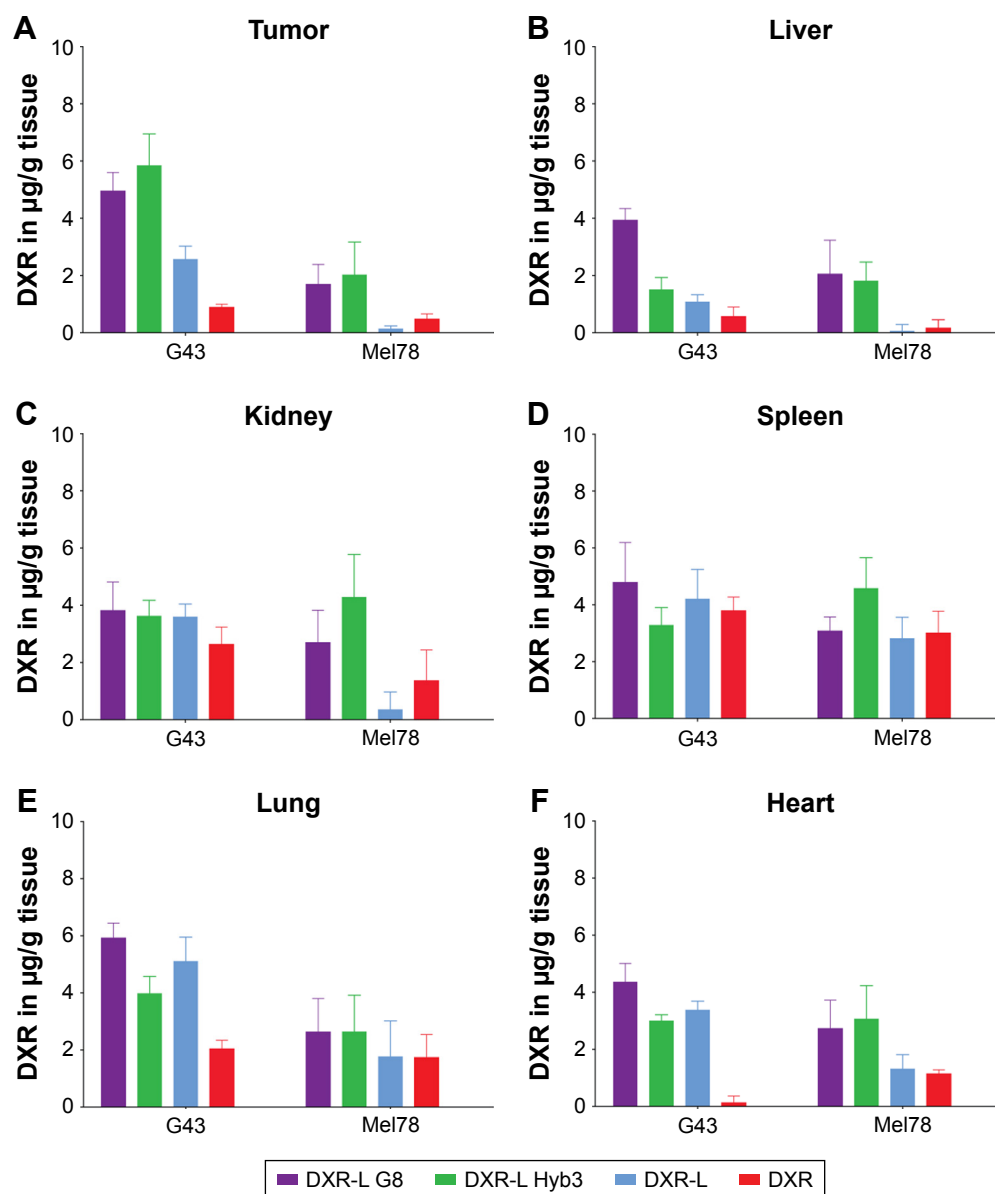 A Tumor
DXR in µg/g tissue
10
8
6
4
2
0
G43 Mel78
B Liver
DXR in µg/g tissue
10
8
6
4
2
0
G43 Mel78
C Kidney
DXR in µg/g tissue
10
8
6
4
2
0
G43 Mel78
D Spleen
DXR in µg/g tissue
10
8
6
4
2
0
G43 Mel78
E Lung
DXR in µg/g tissue
10
8
6
4
2
0
G43 Mel78
F Heart
DXR in µg/g tissue
10
8
6
4
2
0
G43 Mel78
DXR-L G8 DXR-L Hyb3 DXR-L DXR